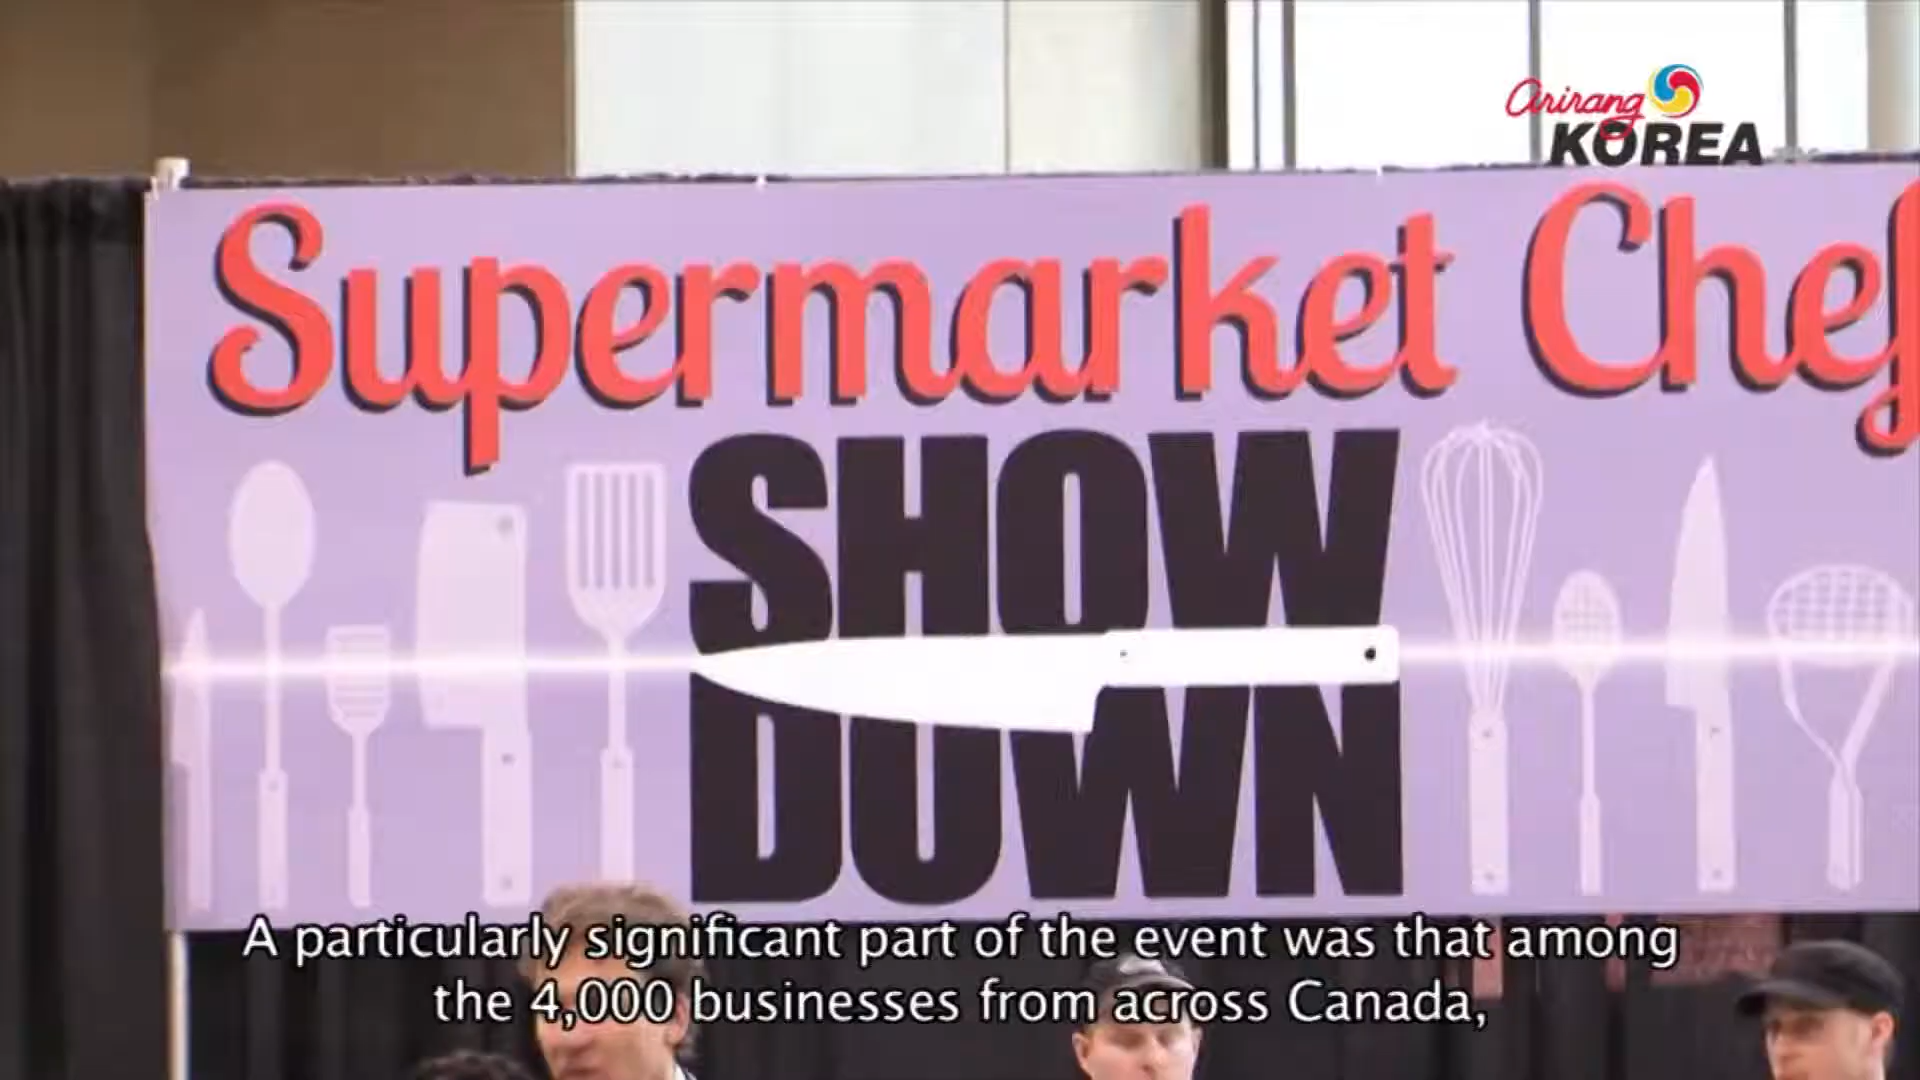 Arirang
KOREA
Supermarket Chef
SHOW
DOWN
A particularly significant part of the event was that among
the 4,000 businesses from across Canada,